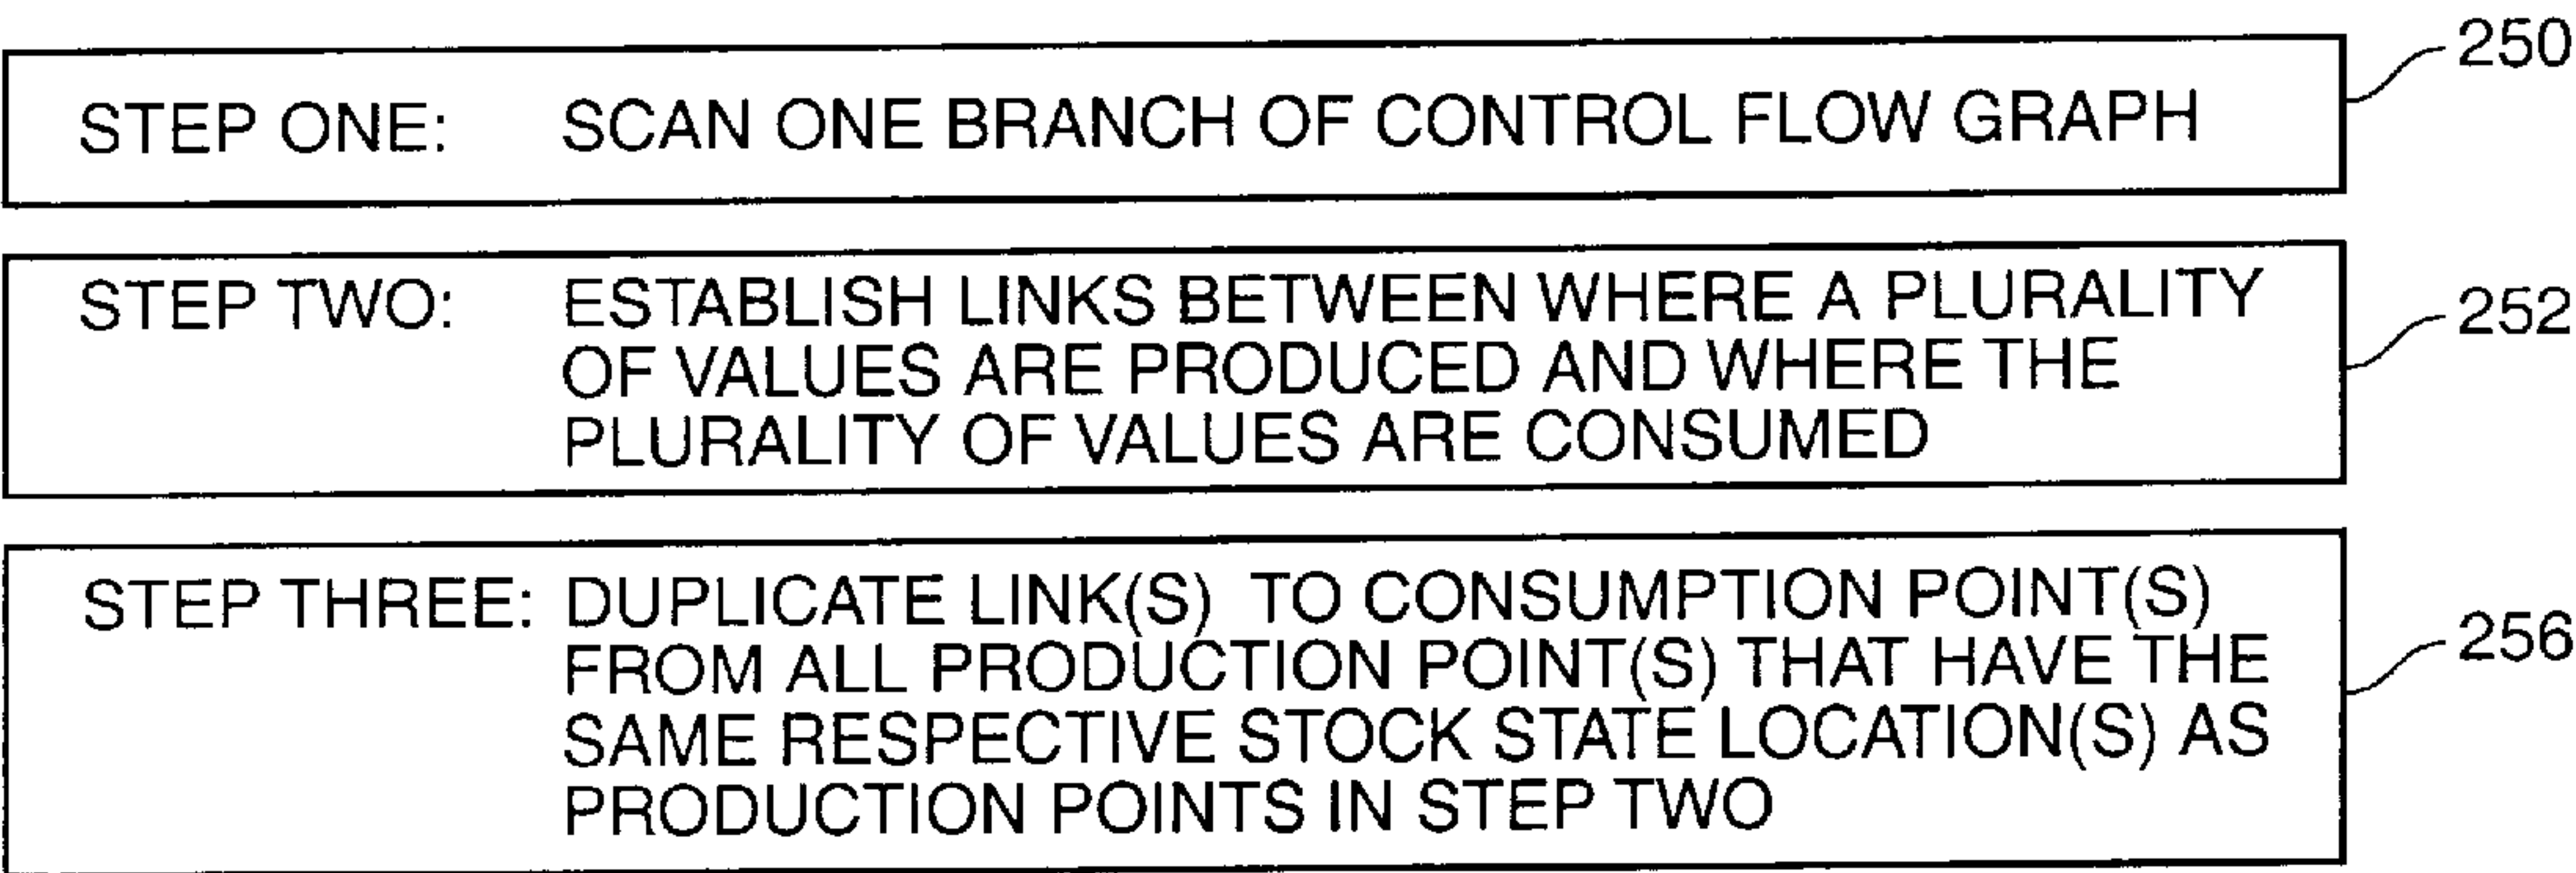 250
STEP ONE: SCAN ONE BRANCH OF CONTROL FLOW GRAPH
252
STEP TWO: ESTABLISH LINKS BETWEEN WHERE A PLURALITY
OF VALUES ARE PRODUCED AND WHERE THE
PLURALITY OF VALUES ARE CONSUMED
256
STEP THREE: DUPLICATE LINK(S) TO CONSUMPTION POINT(S)
FROM ALL PRODUCTION POINT(S) THAT HAVE THE
SAME RESPECTIVE STOCK STATE LOCATION(S) AS
PRODUCTION POINTS IN STEP TWO